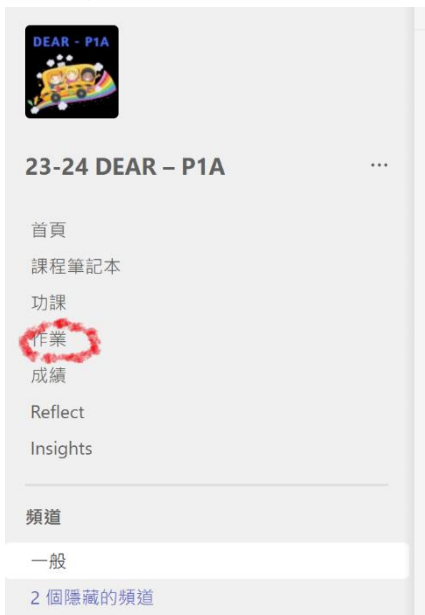 DEAR - P1A
23-24 DEAR – P1A
首頁
課程筆記本
功課
作業
成績
Reflect
Insights
頻道
一般
2 個隱藏的頻道